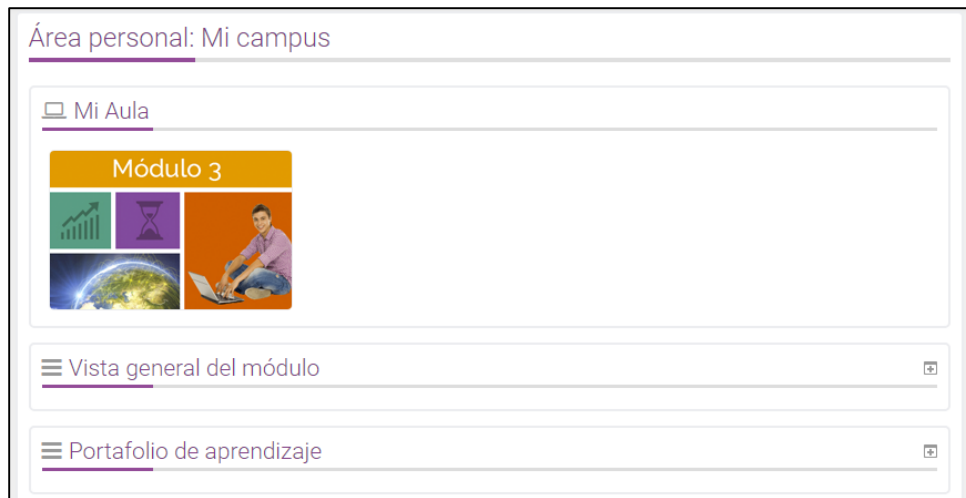 Área personal: Mi campus
Mi Aula
Módulo 3
Vista general del módulo
Portafolio de aprendizaje